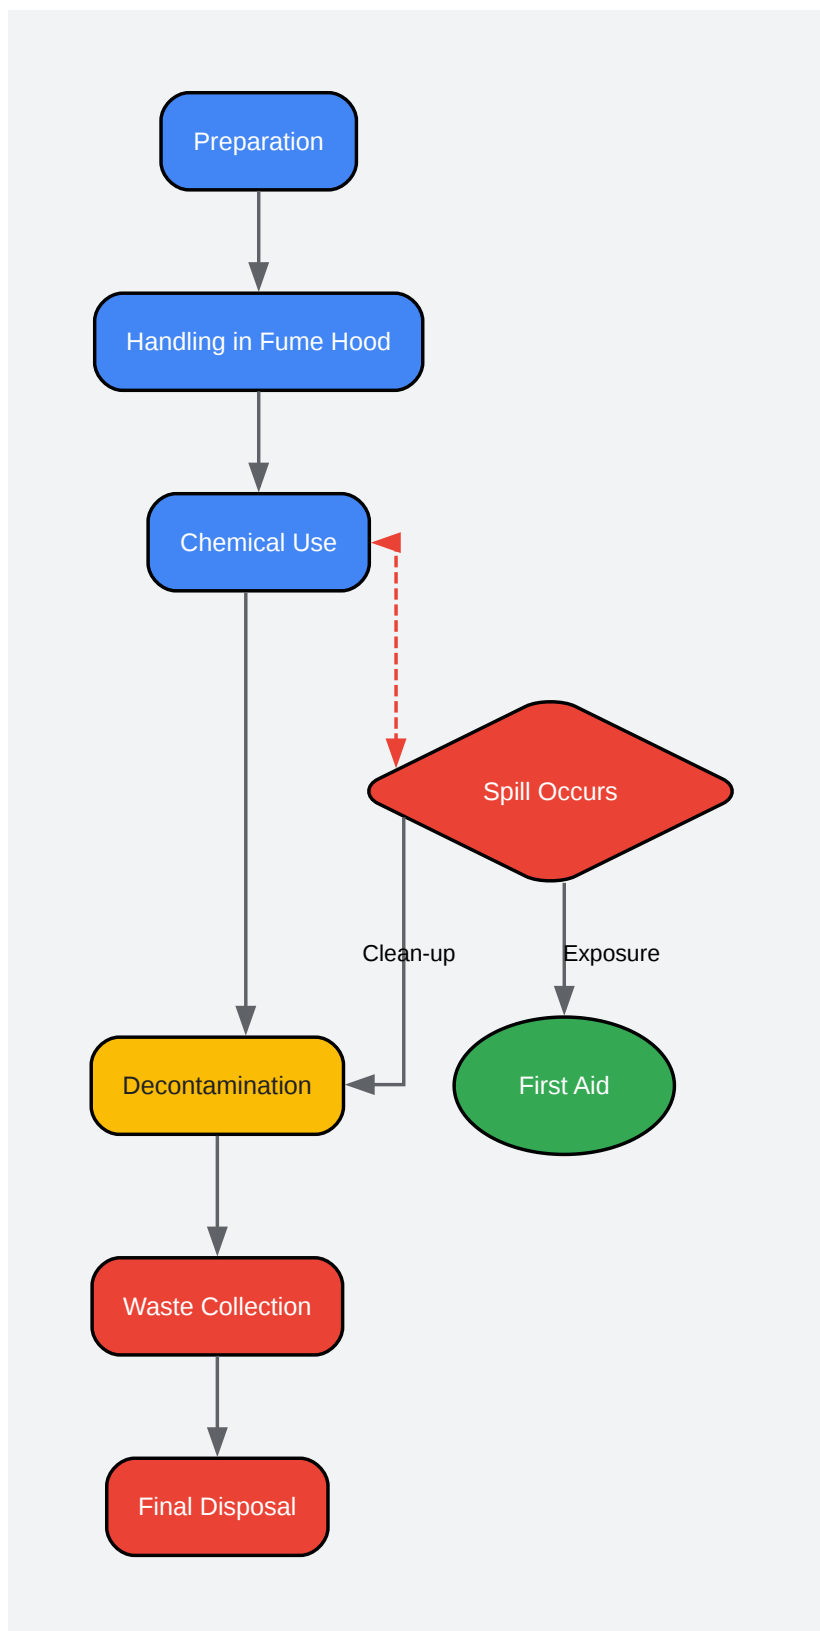 Preparation
Handling in Fume Hood
Chemical Use
Spill Occurs
Clean-up
Exposure
Decontamination
First Aid
Waste Collection
Final Disposal